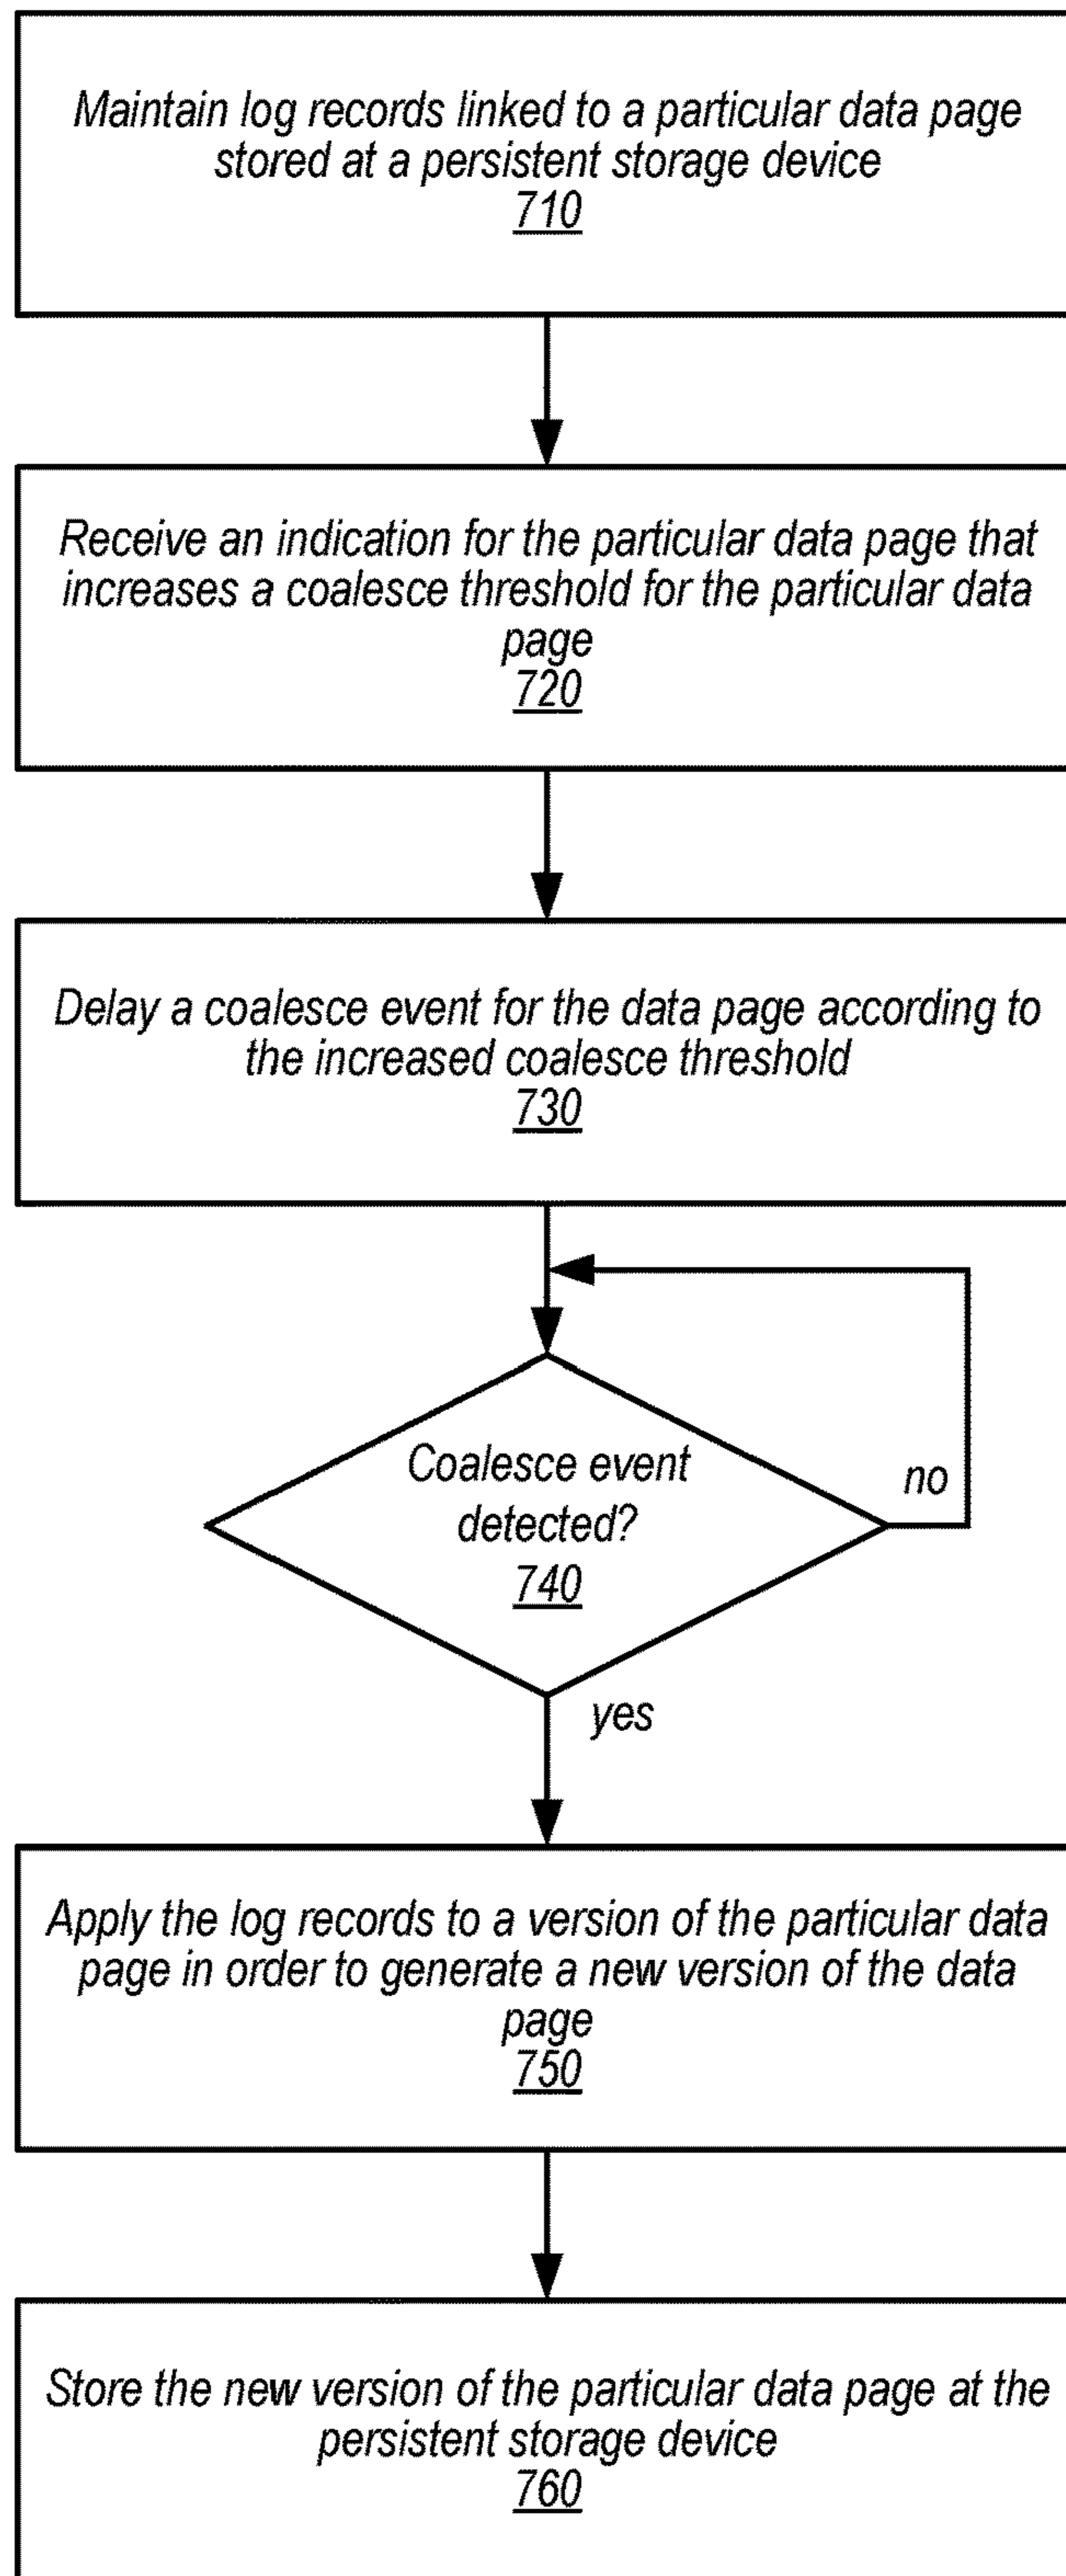 Maintain log records linked to a particular data page
stored at a persistent storage device
710
Receive an indication for the particular data page that
increases a coalesce threshold for the particular data
page
720
Delay a coalesce event for the data page according to
the increased coalesce threshold
730
Coalesce event
detected?
740
no
yes
Apply the log records to a version of the particular data
page in order to generate a new version of the data
page
750
Store the new version of the particular data page at the
persistent storage device
760